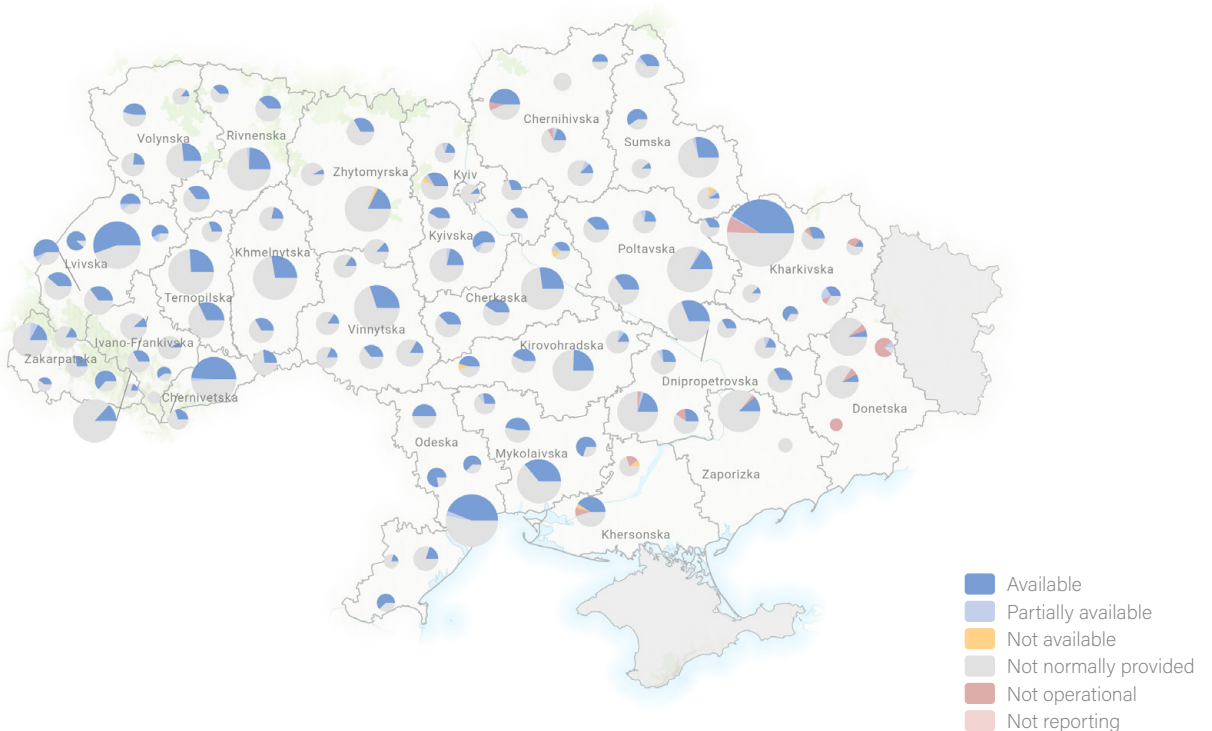 Chernihivska
Sumska
Volynska
Rivnenska
Zhytomyrska
Kyiv
Kyivska
Poltavska
Kharkivska
Lvivska
Khmelnytska
Ternopilska
Cherkaska
Vinnytska
Ivano-Frankivska
Kirovohradska
Zakarpatska
Dnipropetrovska
Chernivetska
Donetska
Odeska
Mykolaivska
Zaporizka
Khersonska
Available
Partially available
Not available
Not normally provided
Not operational
Not reporting